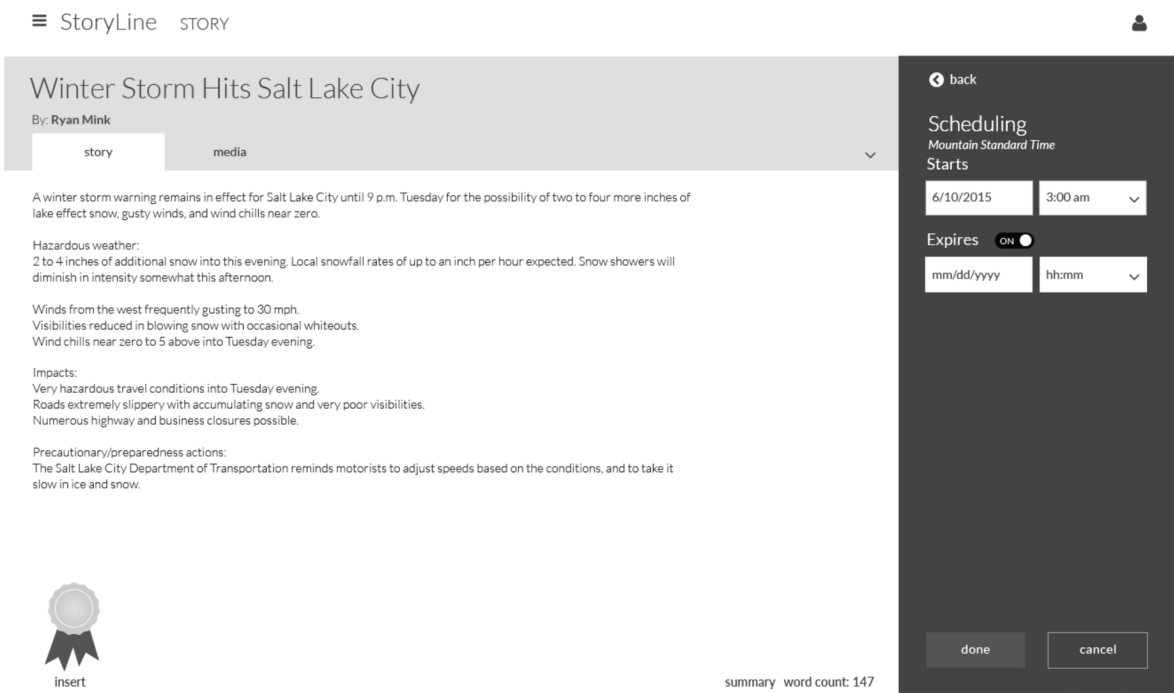 StoryLine STORY
Winter Storm Hits Salt Lake City
By: Ryan Mink
story media
A winter storm warning remains in effect for Salt Lake City until 9 p.m. Tuesday for the possibility of two to four more inches of
lake effect snow, gusty winds, and wind chills near zero.
Hazardous weather:
2 to 4 inches of additional snow into this evening. Local snowfall rates of up to an inch per hour expected. Snow showers will
diminish in intensity somewhat this afternoon.
Winds from the west frequently gusting to 30 mph.
Visibilities reduced in blowing snow with occasional whiteouts.
Wind chills near zero to 5 above into Tuesday evening.
Impacts:
Very hazardous travel conditions into Tuesday evening.
Roads extremely slippery with accumulating snow and very poor visibilities.
Numerous highway and business closures possible.
Precautionary/preparedness actions:
The Salt Lake City Department of Transportation reminds motorists to adjust speeds based on the conditions, and to take it
slow in ice and snow.
insert
summary word count: 147
back
Scheduling
Mountain Standard Time
Starts
6/10/2015 3:00 am
Expires ON
mm/dd/yyyy hh:mm
done cancel